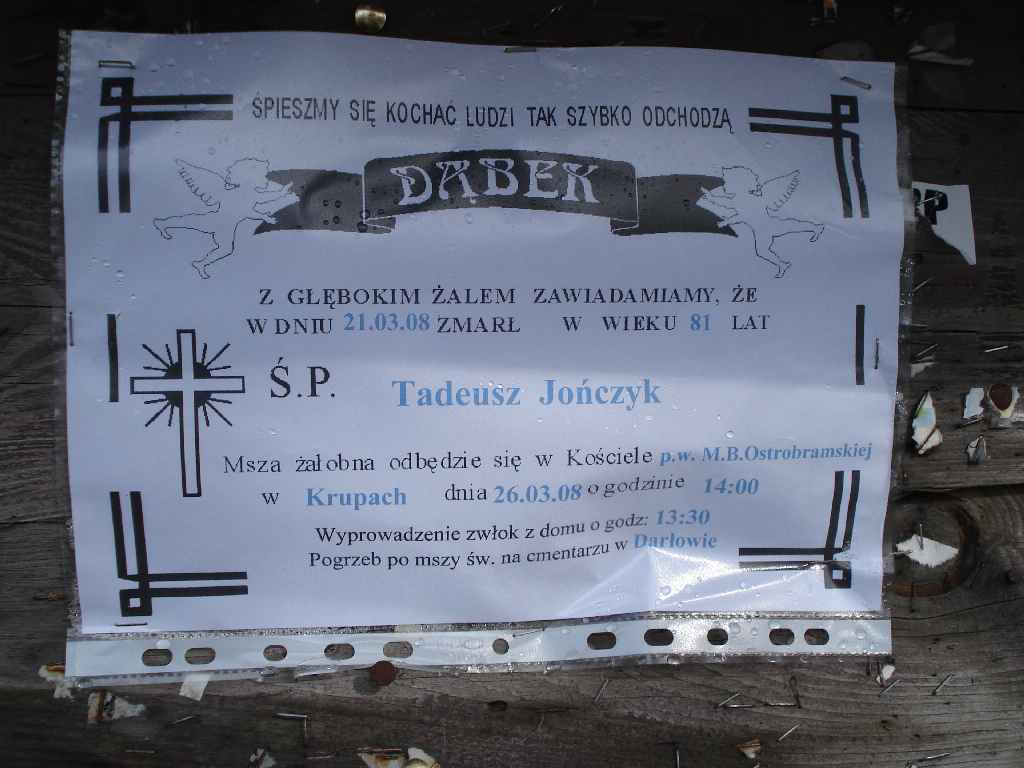 ŚPIESZMY SIĘ KOCHAĆ LUDZI TAK SZYBKO ODCHODZĄ
DĄBEK
Z GŁĘBOKIM ŻALEM ZAWIADAMIAMY, ŻE
W DNIU 21.03.08 ZMARŁ W WIEKU 81 LAT
Ś.P. Tadeusz Jończyk
Msza żałobna odbędzie się w Kościele p.w. M.B.Ostrobramskiej
w Krupach dnia 26.03.08 o godzinie 14:00
Wyprowadzenie zwłok z domu o godz: 13:30
Pogrzeb po mszy św. na cmentarzu w Darłowie